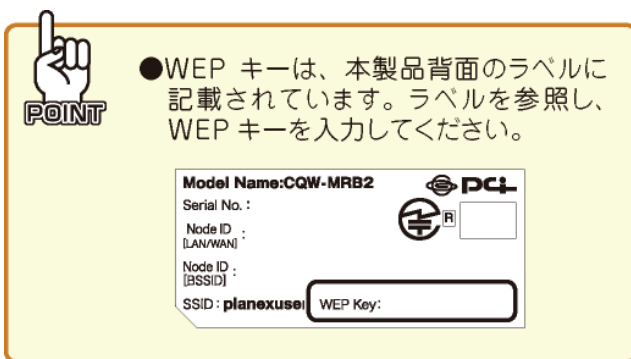 POINT
●WEP キーは、本製品背面のラベルに
記載されています。ラベルを参照し、
WEP キーを入力してください。
Model Name:CQW-MRB2
PCi
Serial No. :
R
Node ID :
[LAN/WAN]
Node ID :
[BSSID]
SSID : planexuser
WEP Key: